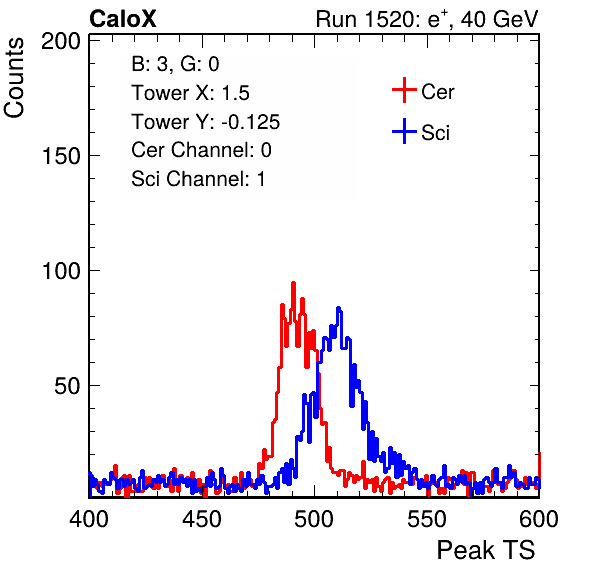 CaloX Run 1520: e⁺, 40 GeV
Counts
200
150
100
50
B: 3, G: 0
Tower X: 1.5
Tower Y: -0.125
Cer Channel: 0
Sci Channel: 1
Cer
Sci
400 450 500 550 600
Peak TS